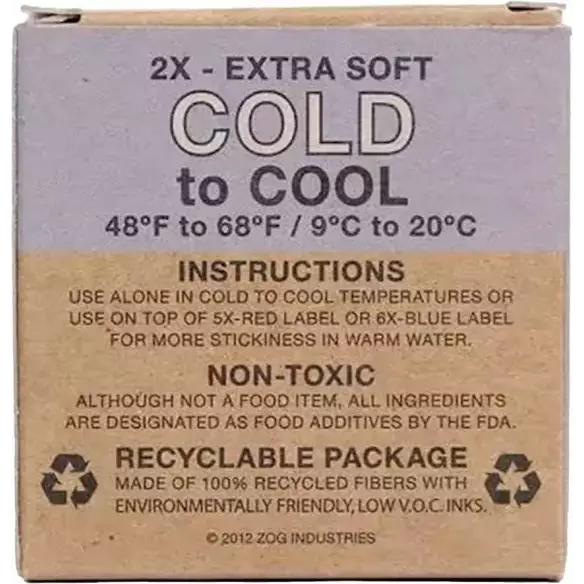 2X - EXTRA SOFT
COLD
to COOL
48°F to 68°F / 9°C to 20°C
INSTRUCTIONS
USE ALONE IN COLD TO COOL TEMPERATURES OR
USE ON TOP OF 5X-RED LABEL OR 6X-BLUE LABEL
FOR MORE STICKINESS IN WARM WATER.
NON-TOXIC
ALTHOUGH NOT A FOOD ITEM, ALL INGREDIENTS
ARE DESIGNATED AS FOOD ADDITIVES BY THE FDA.
RECYCLABLE PACKAGE
MADE OF 100% RECYCLED FIBERS WITH
ENVIRONMENTALLY FRIENDLY, LOW V.O.C. INKS.
© 2012 ZOG INDUSTRIES